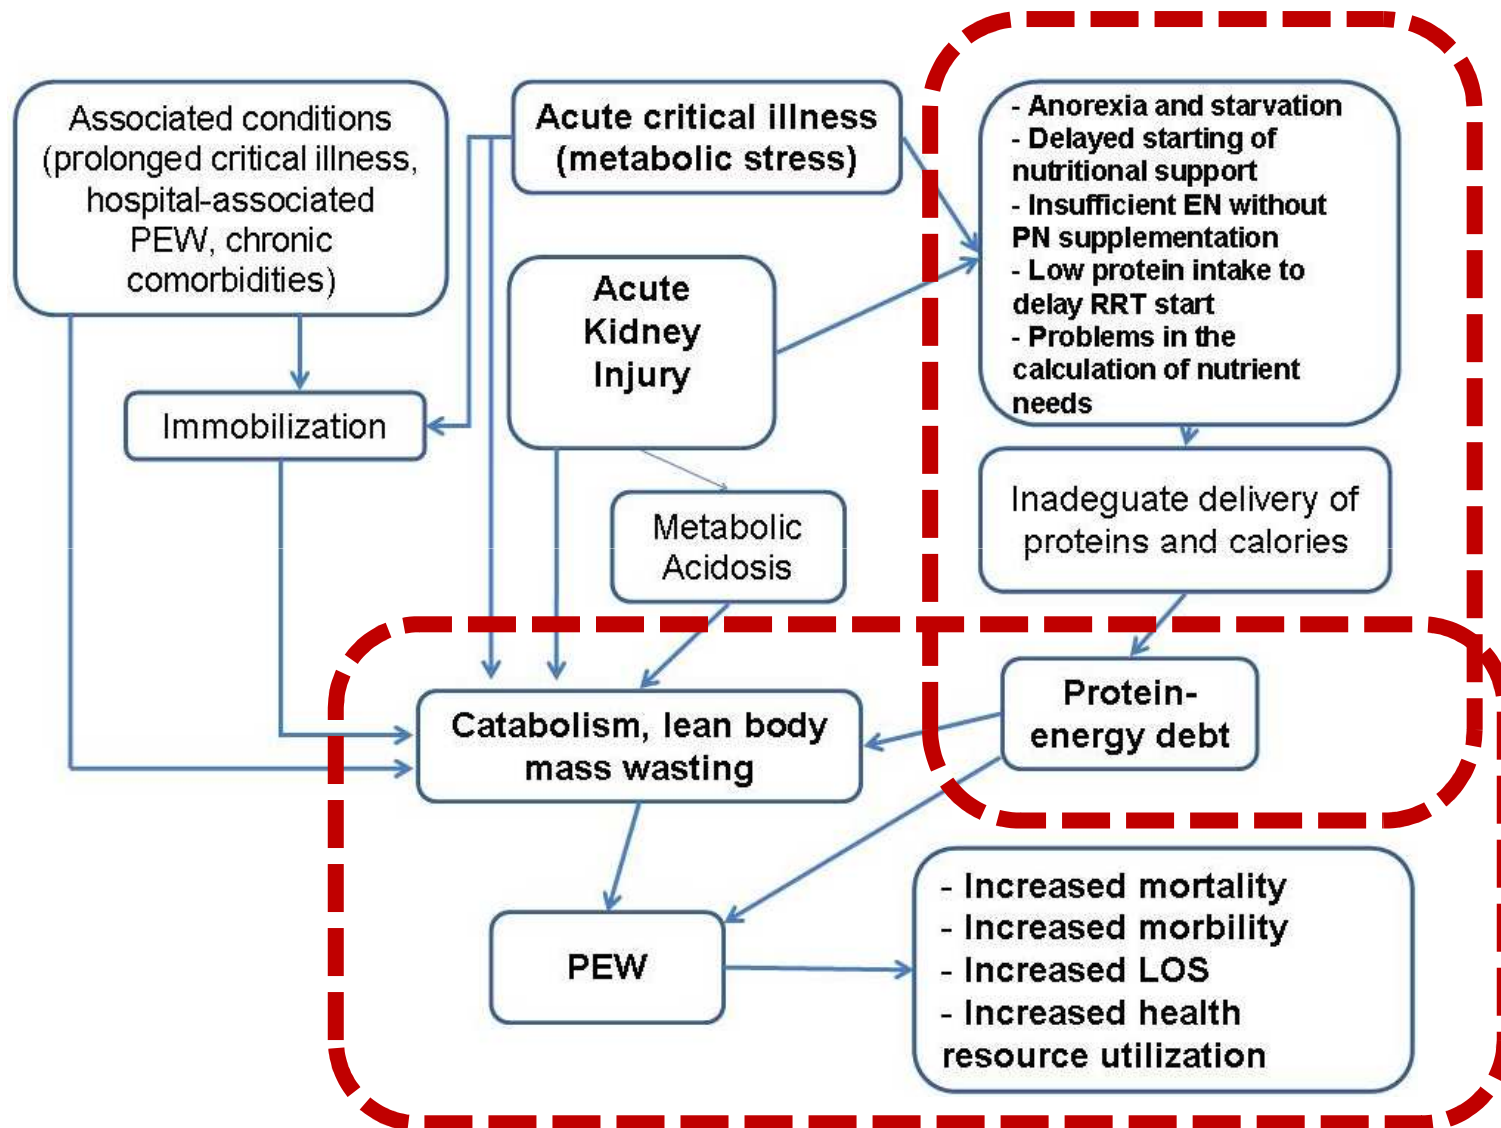 Associated conditions
(prolonged critical illness,
hospital-associated
PEW, chronic
comorbidities)
Acute critical illness
(metabolic stress)
- Anorexia and starvation
- Delayed starting of
nutritional support
- Insufficient EN without
PN supplementation
- Low protein intake to
delay RRT start
- Problems in the
calculation of nutrient
needs
Acute
Kidney
Injury
Immobilization
Metabolic
Acidosis
Inadeguate delivery of
proteins and calories
Protein-
energy debt
Catabolism, lean body
mass wasting
PEW
- Increased mortality
- Increased morbility
- Increased LOS
- Increased health
resource utilization